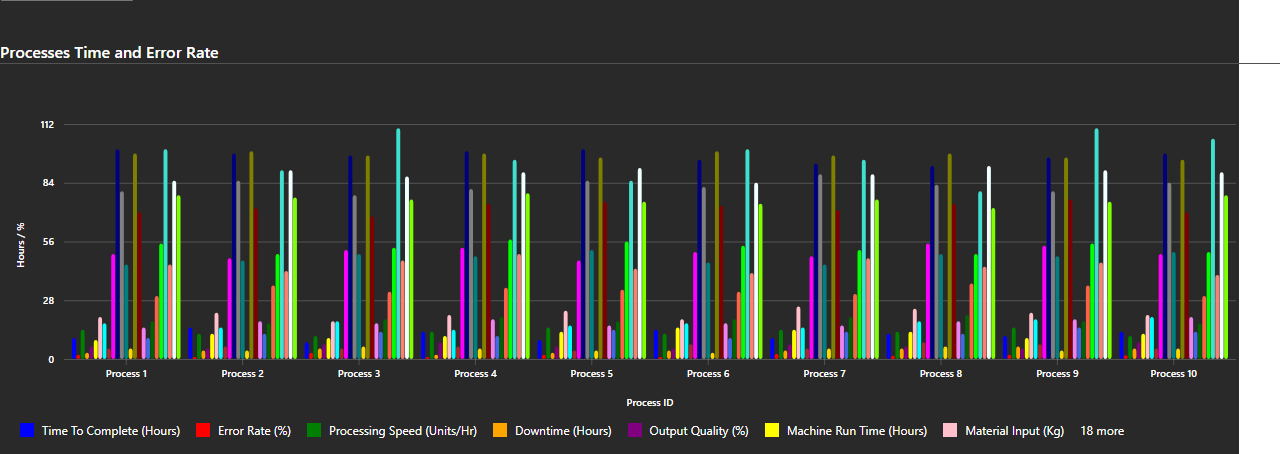 Processes Time and Error Rate
112
84
56
28
0
Hours / %
Process 1 Process 2 Process 3 Process 4 Process 5 Process 6 Process 7 Process 8 Process 9 Process 10
Process ID
Time To Complete (Hours) Error Rate (%) Processing Speed (Units/Hr) Downtime (Hours) Output Quality (%) Machine Run Time (Hours) Material Input (Kg) 18 more